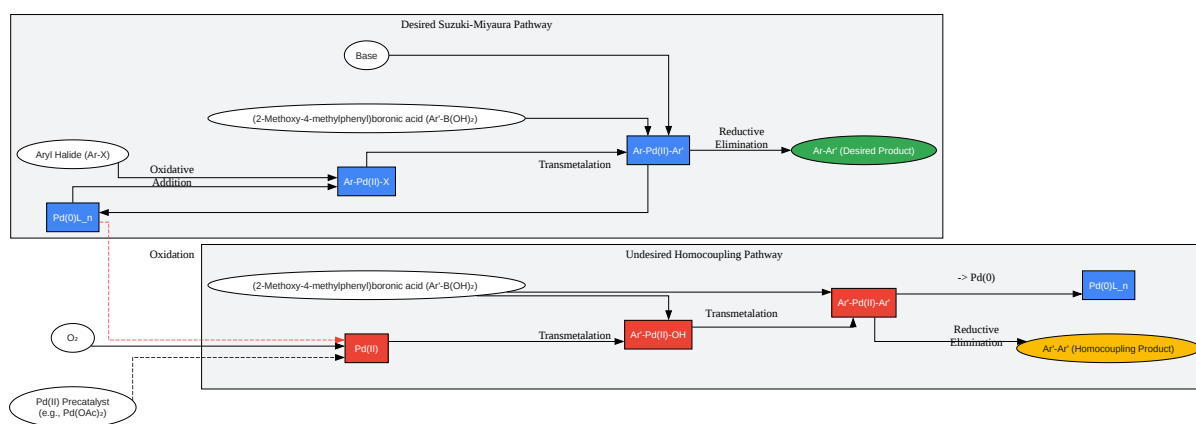 Desired Suzuki-Miyaura Pathway
Base
(2-Methoxy-4-methylphenyl)boronic acid (Ar'-B(OH)₂)
Aryl Halide (Ar-X)
Oxidative
Addition
Ar-Pd(II)-X
Transmetalation
Ar-Pd(II)-Ar'
Reductive
Elimination
Ar-Ar' (Desired Product)
Pd(0)L_n
Oxidation
Undesired Homocoupling Pathway
(2-Methoxy-4-methylphenyl)boronic acid (Ar'-B(OH)₂)
-> Pd(0)
Pd(0)L_n
O₂
Pd(II)
Transmetalation
Ar'-Pd(II)-OH
Transmetalation
Ar'-Pd(II)-Ar'
Reductive
Elimination
Ar'-Ar' (Homocoupling Product)
Pd(II) Precatalyst
(e.g., Pd(OAc)₂)